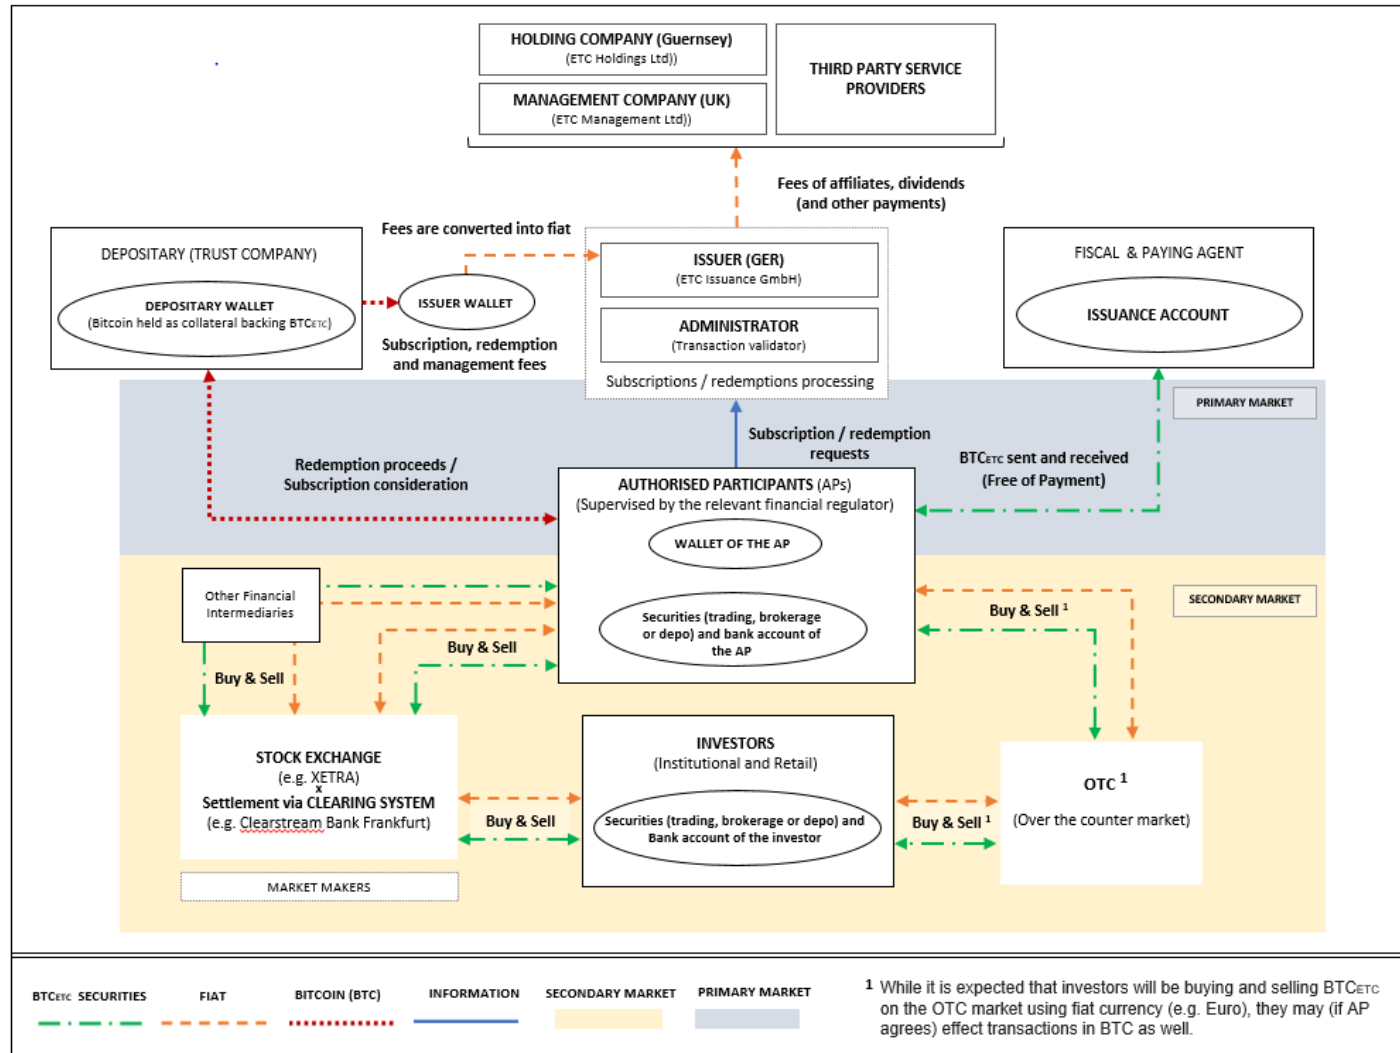 HOLDING COMPANY (Guernsey)
(ETC Holdings Ltd))
MANAGEMENT COMPANY (UK)
(ETC Management Ltd))
THIRD PARTY SERVICE
PROVIDERS
Fees of affiliates, dividends
(and other payments)
Fees are converted into fiat
DEPOSITARY (TRUST COMPANY)
DEPOSITARY WALLET
(Bitcoin held as collateral backing BTCETC)
ISSUER WALLET
Subscription, redemption
and management fees
ISSUER (GER)
(ETC Issuance GmbH)
ADMINISTRATOR
(Transaction validator)
Subscriptions / redemptions processing
FISCAL & PAYING AGENT
ISSUANCE ACCOUNT
PRIMARY MARKET
Subscription / redemption
requests
Redemption proceeds /
Subscription consideration
BTCETC sent and received
(Free of Payment)
AUTHORISED PARTICIPANTS (APs)
(Supervised by the relevant financial regulator)
WALLET OF THE AP
Securities (trading, brokerage
or depo) and bank account of
the AP
Other Financial
Intermediaries
SECONDARY MARKET
Buy & Sell 1
Buy & Sell
Buy & Sell
STOCK EXCHANGE
(e.g. XETRA)
x
Settlement via CLEARING SYSTEM
(e.g. Clearstream Bank Frankfurt)
MARKET MAKERS
Buy & Sell
INVESTORS
(Institutional and Retail)
Securities (trading, brokerage or depo) and
Bank account of the investor
Buy & Sell 1
OTC 1
(Over the counter market)
BTCETC SECURITIES
FIAT
BITCOIN (BTC)
INFORMATION
SECONDARY MARKET
PRIMARY MARKET
1 While it is expected that investors will be buying and selling BTCETC
on the OTC market using fiat currency (e.g. Euro), they may (if AP
agrees) effect transactions in BTC as well.